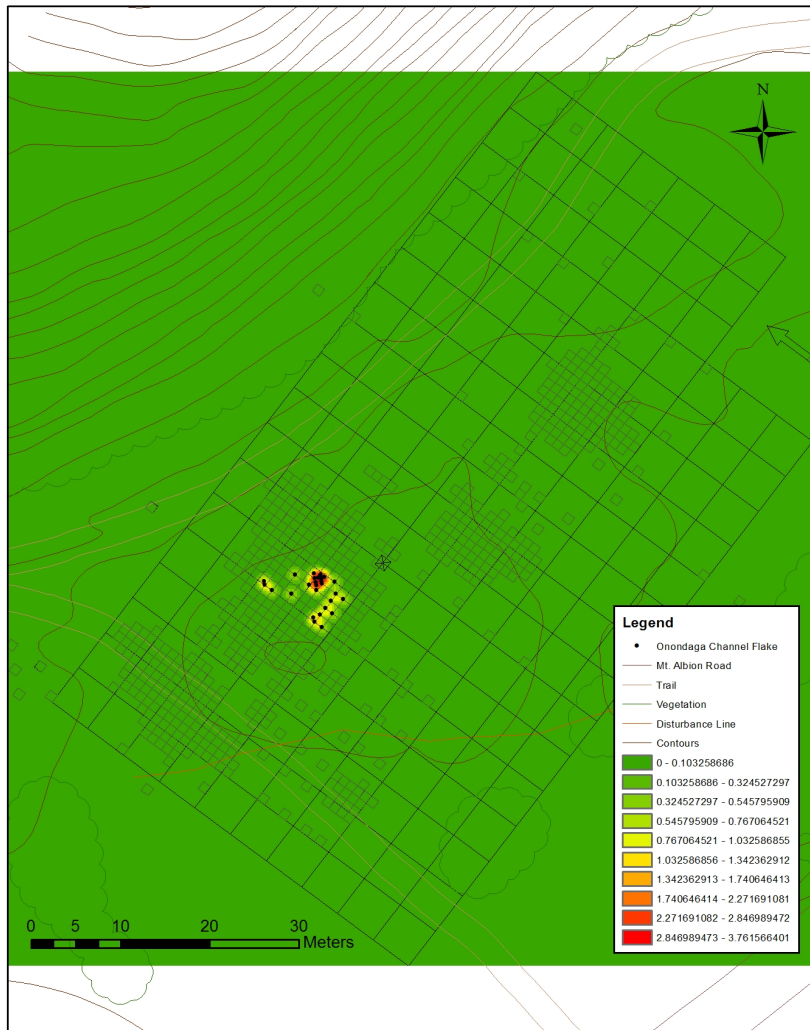 N
Legend
Onondaga Channel Flake
Mt. Albion Road
Trail
Vegetation
Disturbance Line
Contours
0 - 0.103258686
0.103258686 - 0.324527297
0.324527297 - 0.545795909
0.545795909 - 0.767064521
0.767064521 - 1.032586855
1.032586856 - 1.342362912
1.342362913 - 1.740646413
1.740646414 - 2.271691081
2.271691082 - 2.846989472
2.846989473 - 3.761566401
0 5 10 20 30
Meters